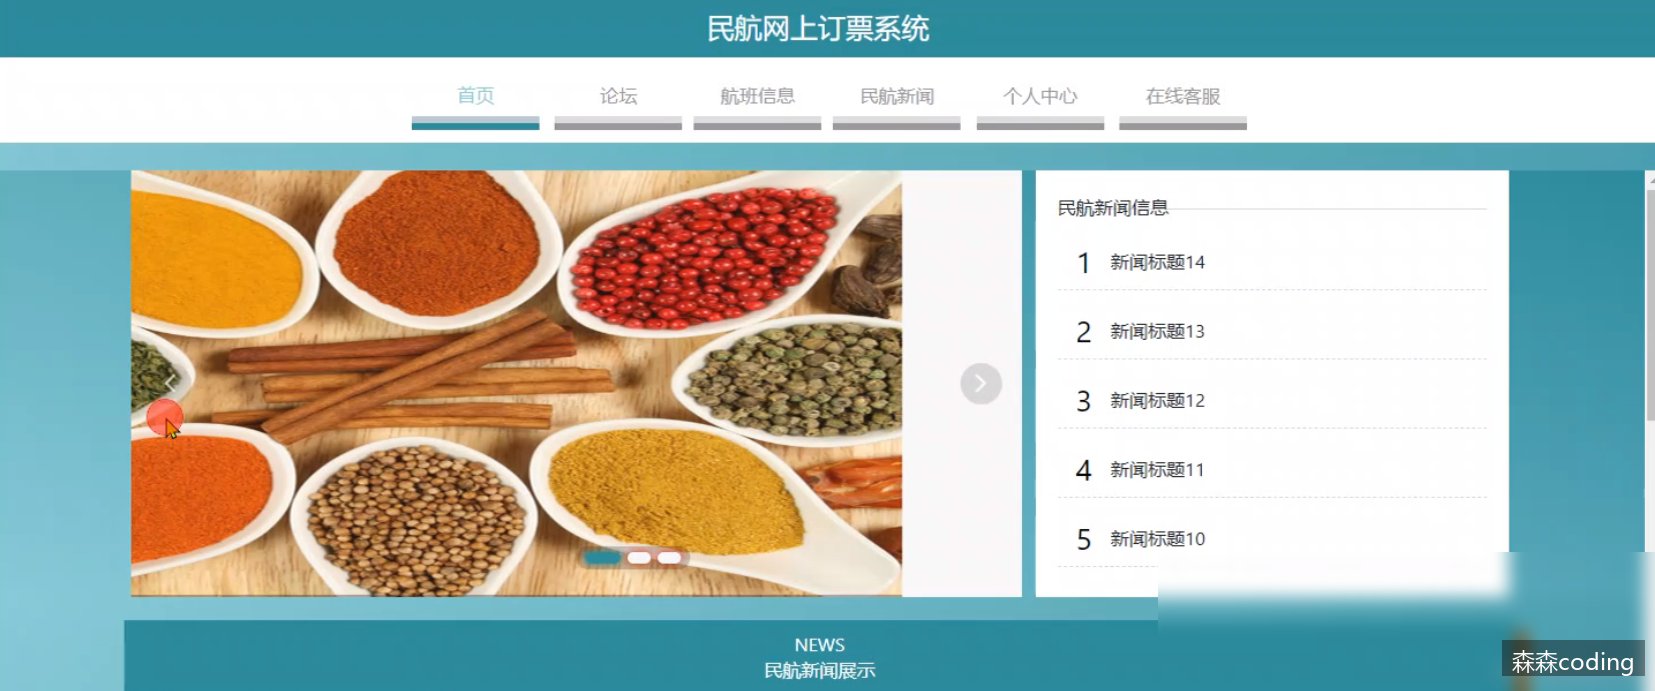 民航网上订票系统
首页 论坛 航班信息 民航新闻 个人中心 在线客服
民航新闻信息
1 新闻标题14
2 新闻标题13
3 新闻标题12
4 新闻标题11
5 新闻标题10
NEWS
民航新闻展示
森森coding